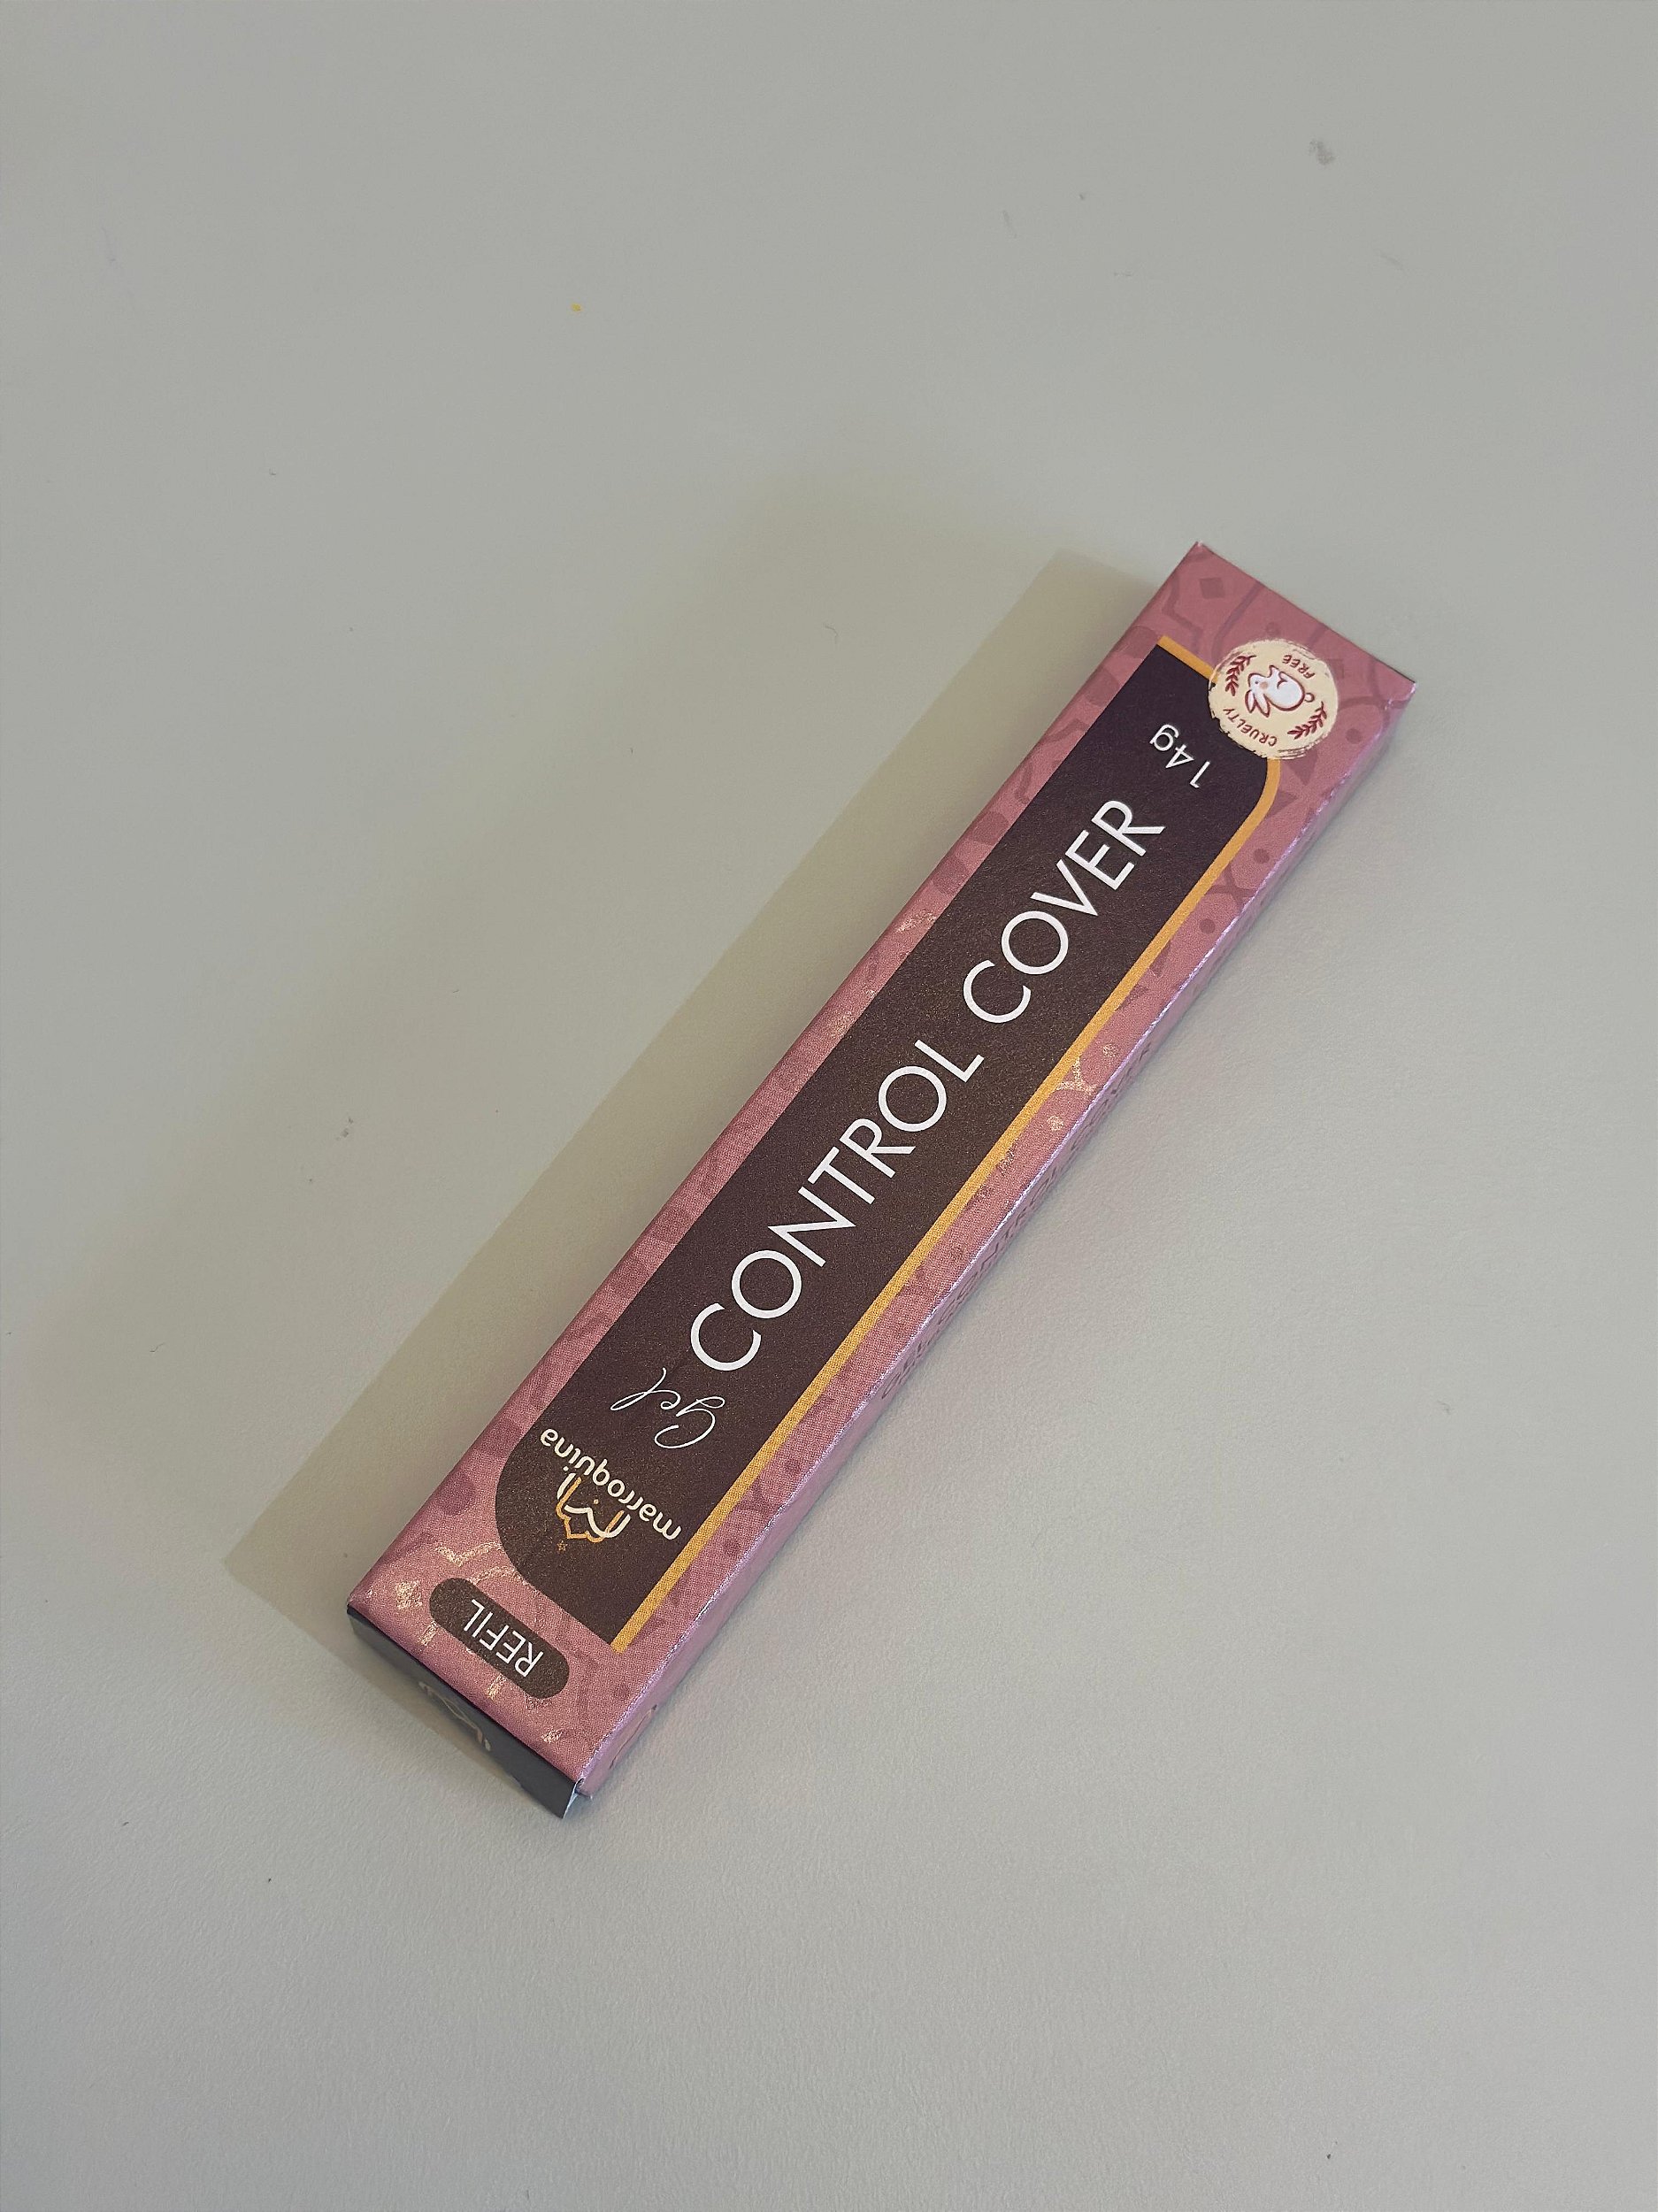 REFIL
marroquina
gel
CONTROL COVER
14g
CRUELTY
FREE